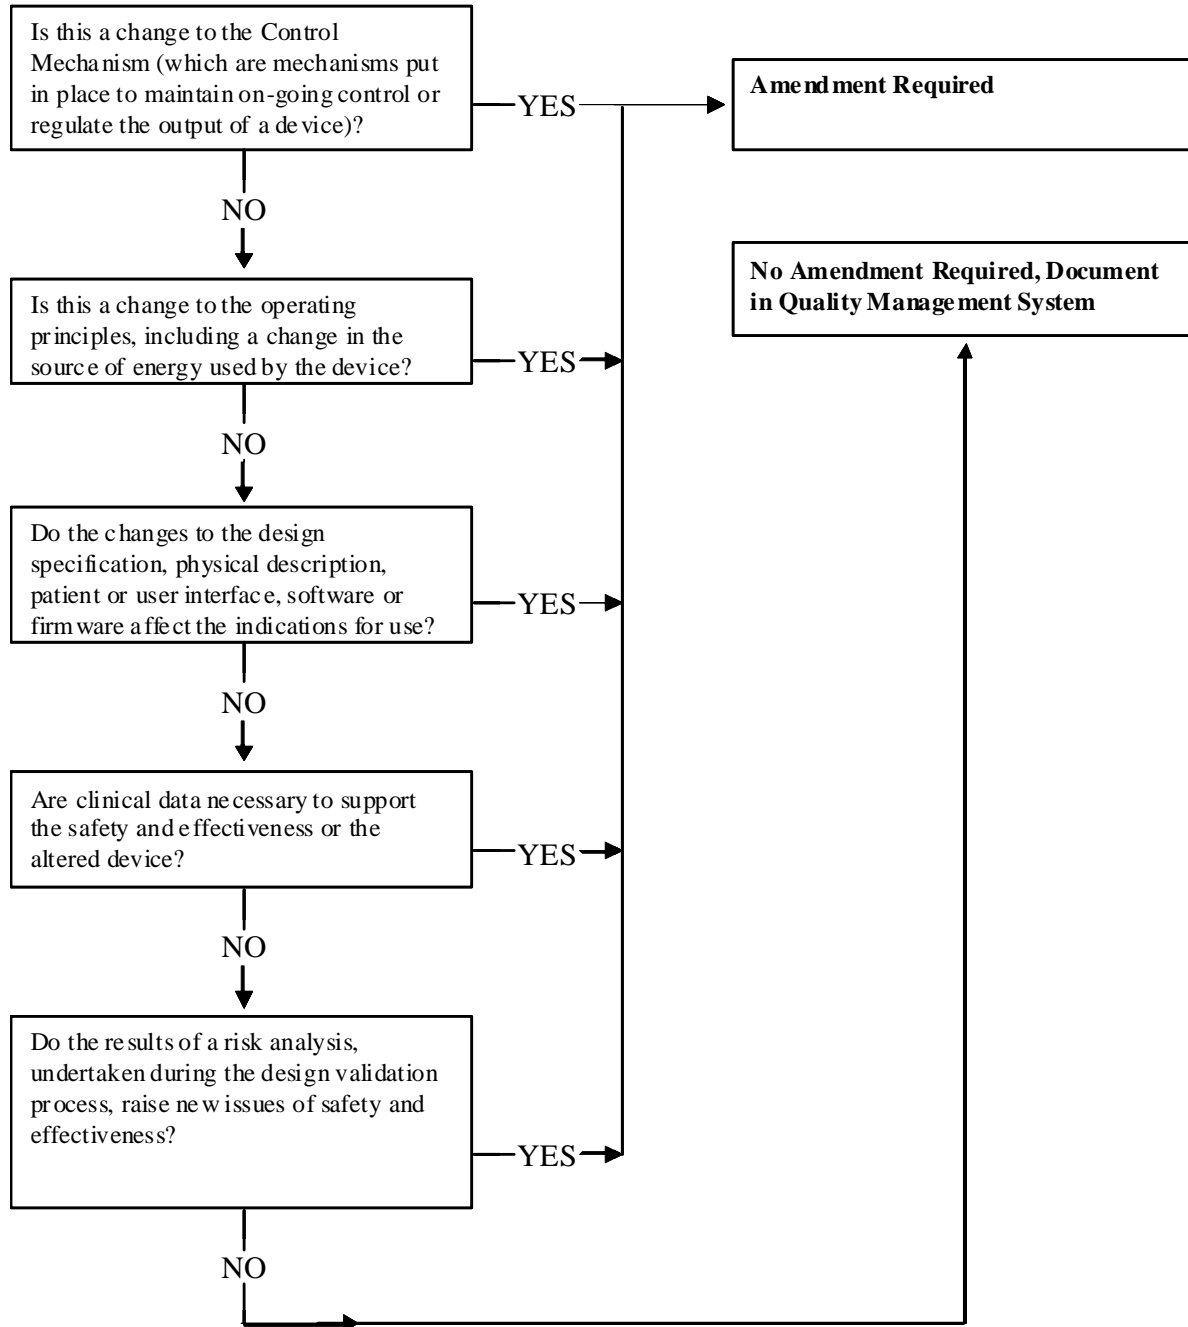 Is this a change to the Control
Mechanism (which are mechanisms put
in place to maintain on-going control or
regulate the output of a device)?
YES
Amendment Required
NO
No Amendment Required, Document
in Quality Management System
Is this a change to the operating
principles, including a change in the
source of energy used by the device?
YES
NO
Do the changes to the design
specification, physical description,
patient or user interface, software or
firmware affect the indications for use?
YES
NO
Are clinical data necessary to support
the safety and effectiveness or the
altered device?
YES
NO
Do the results of a risk analysis,
undertaken during the design validation
process, raise new issues of safety and
effectiveness?
YES
NO